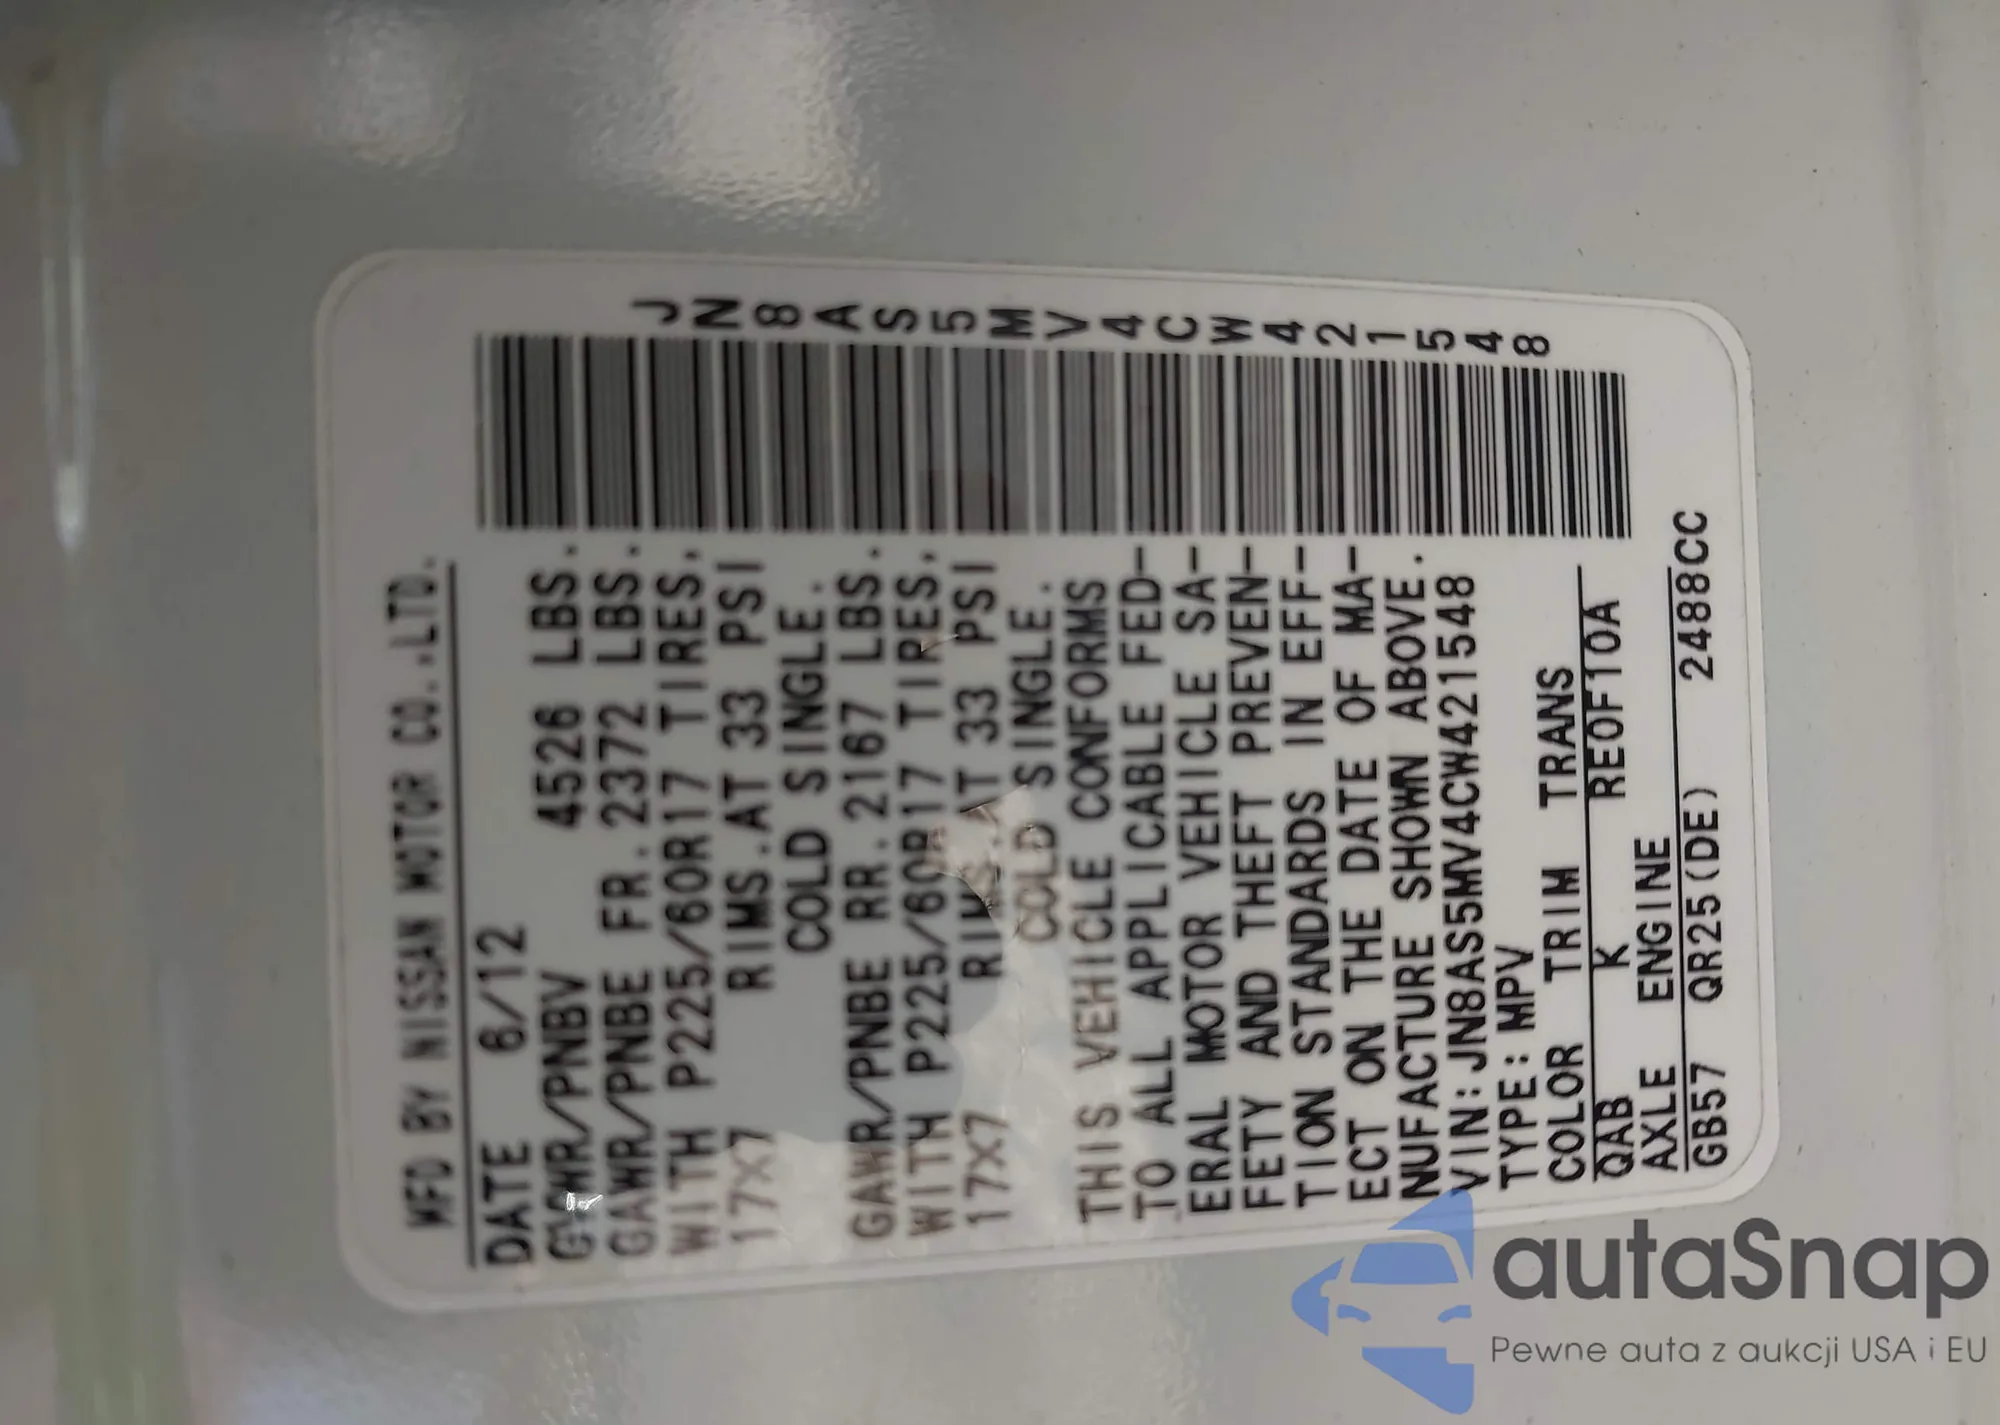 MFD BY NISSAN MOTOR CO.,LTD.
DATE 6/12
GVWR/PNBV 4526 LBS.
GAWR/PNBE FR. 2372 LBS.
WITH P225/60R17 TIRES,
17X7 RIMS.AT 33 PSI
COLD SINGLE.
GAWR/PNBE RR.2167 LBS.
WITH P225/60R17 TIRES,
17X7 RIMS.AT 33 PSI
COLD SINGLE.
THIS VEHICLE CONFORMS
TO ALL APPLICABLE FED-
ERAL MOTOR VEHICLE SA-
FETY AND THEFT PREVEN-
TION STANDARDS IN EFF-
ECT ON THE DATE OF MA-
NUFACTURE SHOWN ABOVE.
VIN:JN8AS5MV4CW421548
TYPE:MPV
COLOR TRIM TRANS
QAB K RE0F10A
AXLE ENGINE
GB57 QR25(DE) 2488CC
JN8AS5MV4CW421548
autaSnap
Pewne auta z aukcji USA i EU